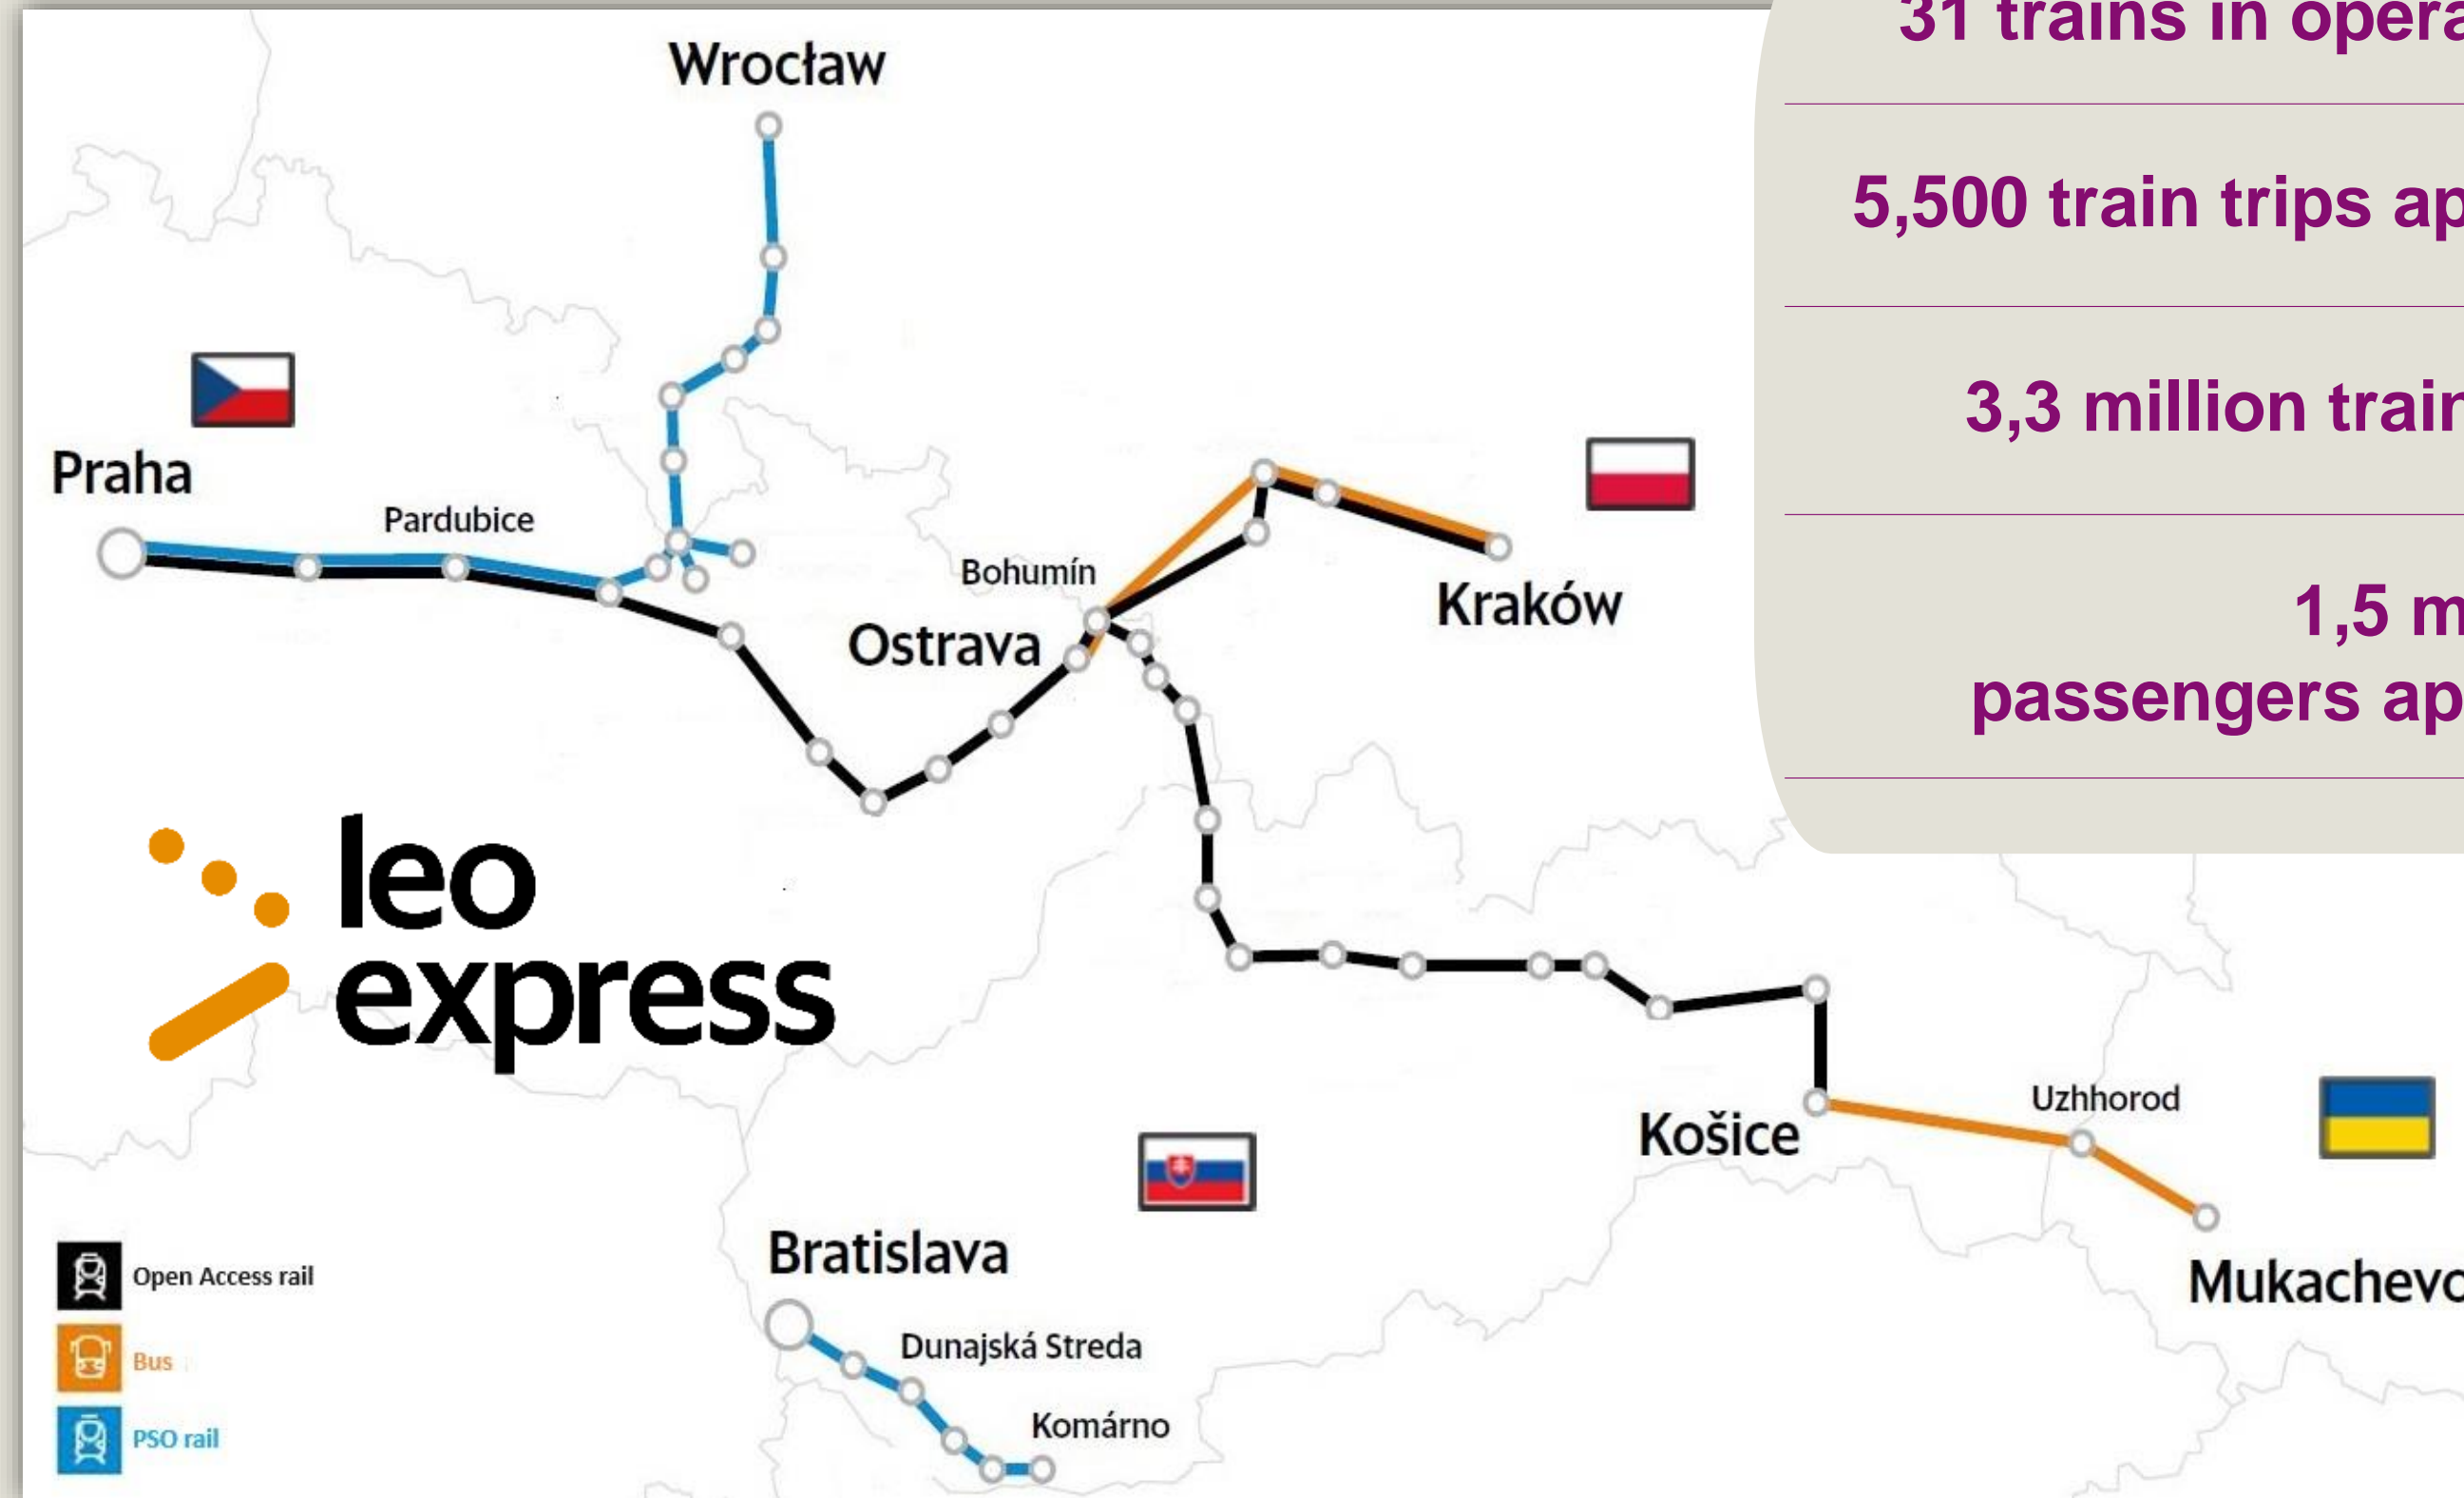 31 trains in opera
5,500 train trips ap
3,3 million train
1,5 m
passengers ap
Wrocław
Praha
Pardubice
Bohumín
Ostrava
Kraków
leo
express
Košice
Uzhhorod
Mukachevo
Bratislava
Dunajská Streda
Komárno
Open Access rail
Bus
PSO rail